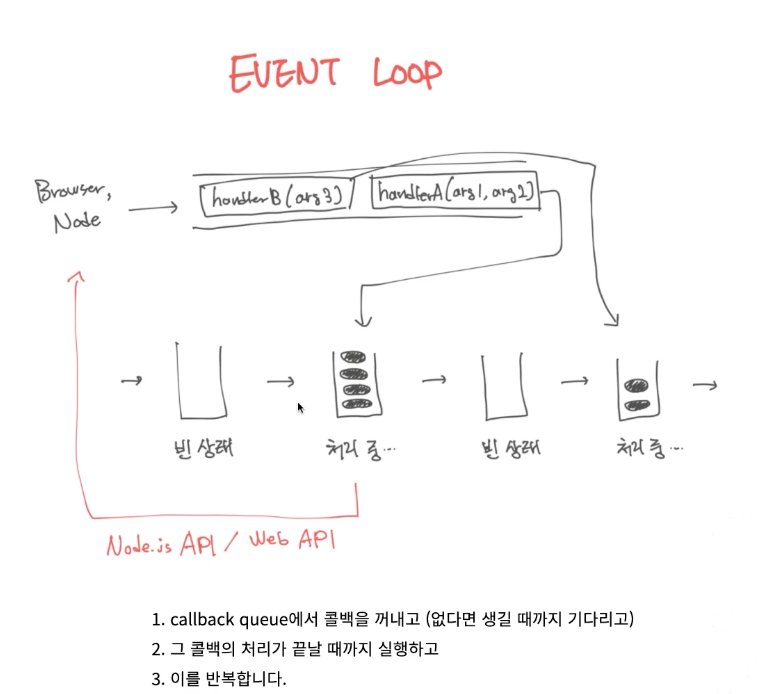 EVENT LOOP
Browser,
Node
handlerB(arg3)
handlerA(arg1, arg2)
빈 상태
처리 중...
빈 상태
처리 중...
Node.js API / Web API
1. callback queue에서 콜백을 꺼내고 (없다면 생길 때까지 기다리고)
2. 그 콜백의 처리가 끝날 때까지 실행하고
3. 이를 반복합니다.